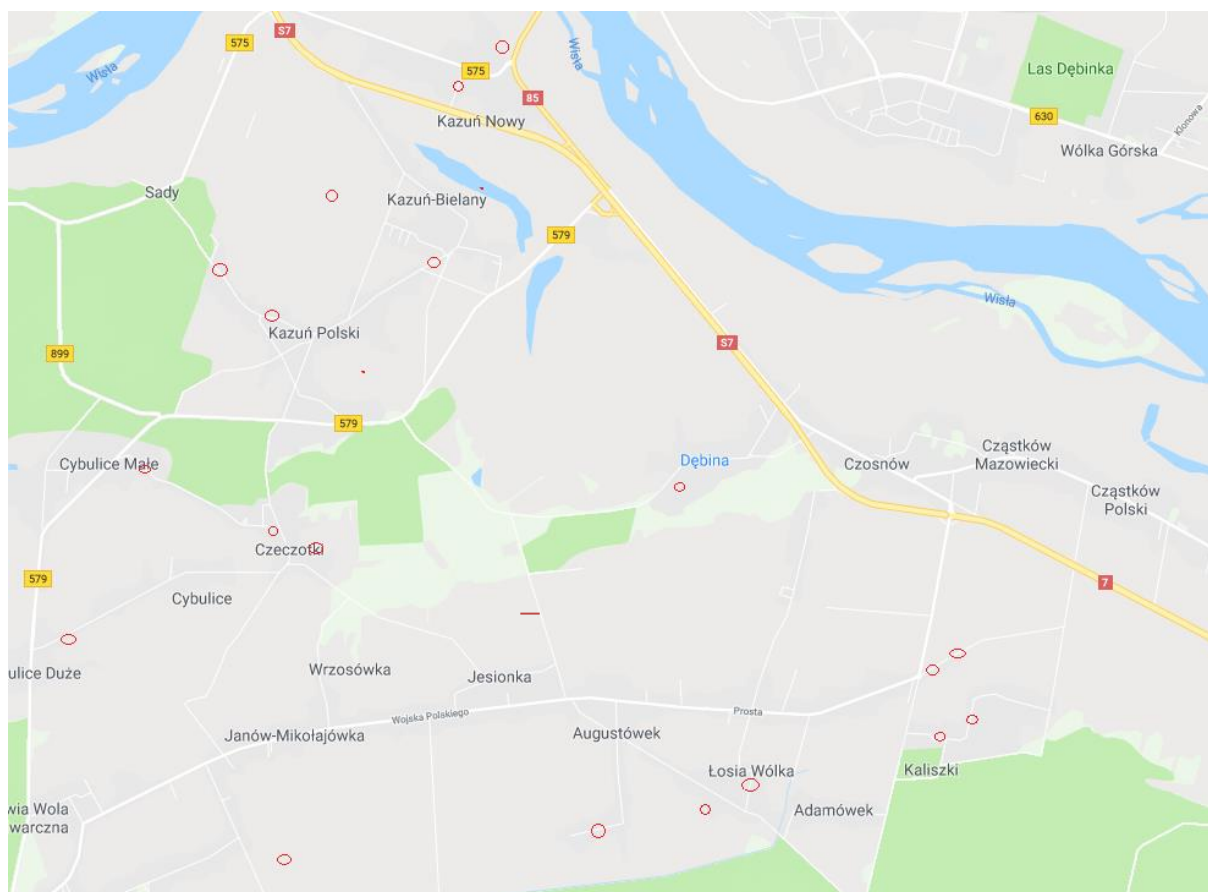 S7
575
Wisła
Wisła
575
85
Las Dębinka
630
Klonowa
Kazuń Nowy
Wólka Górska
Sady
Kazuń-Bielany
579
Wisła
Kazuń Polski
S7
899
579
Cybulice Małe
Dębina
Czosnów
Cząstków
Mazowiecki
Cząstków
Polski
Czeczotki
579
7
Cybulice
ulice Duże
Wrzosówka
Jesionka
Wojska Polskiego
Prosta
Janów-Mikołajówka
Augustówek
Łosia Wólka
Kaliszki
wia Wola
warczna
Adamówek